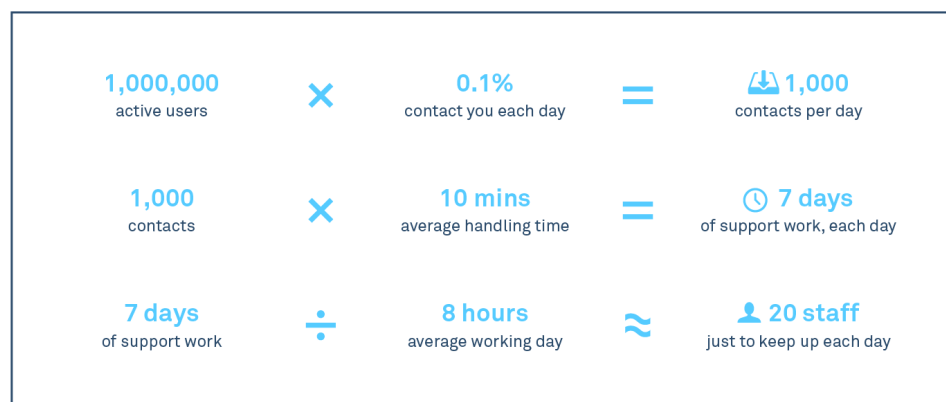 1,000,000 × 0.1% = 1,000
active users contact you each day contacts per day
1,000 × 10 mins = 7 days
contacts average handling time of support work, each day
7 days ÷ 8 hours ≈ 20 staff
of support work average working day just to keep up each day